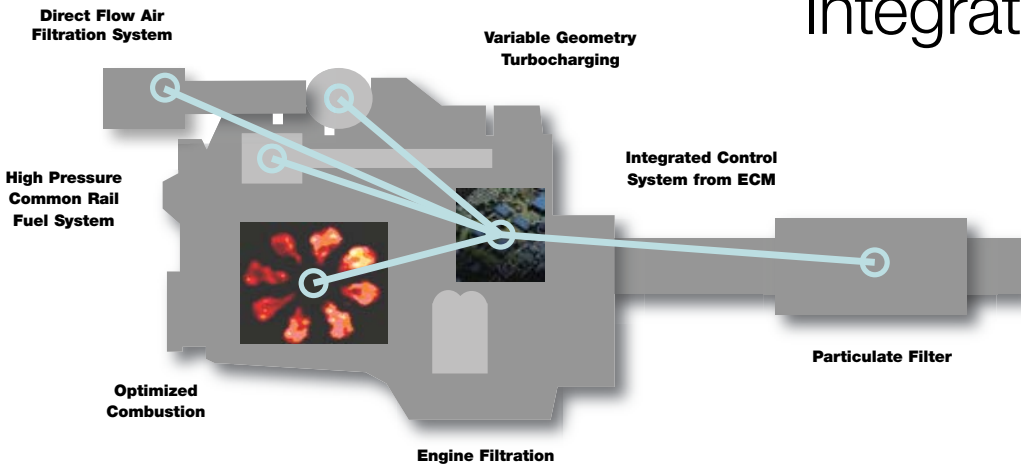 Direct Flow Air
Filtration System
Variable Geometry
Turbocharging
High Pressure
Common Rail
Fuel System
Integrated Control
System from ECM
Particulate Filter
Optimized
Combustion
Engine Filtration